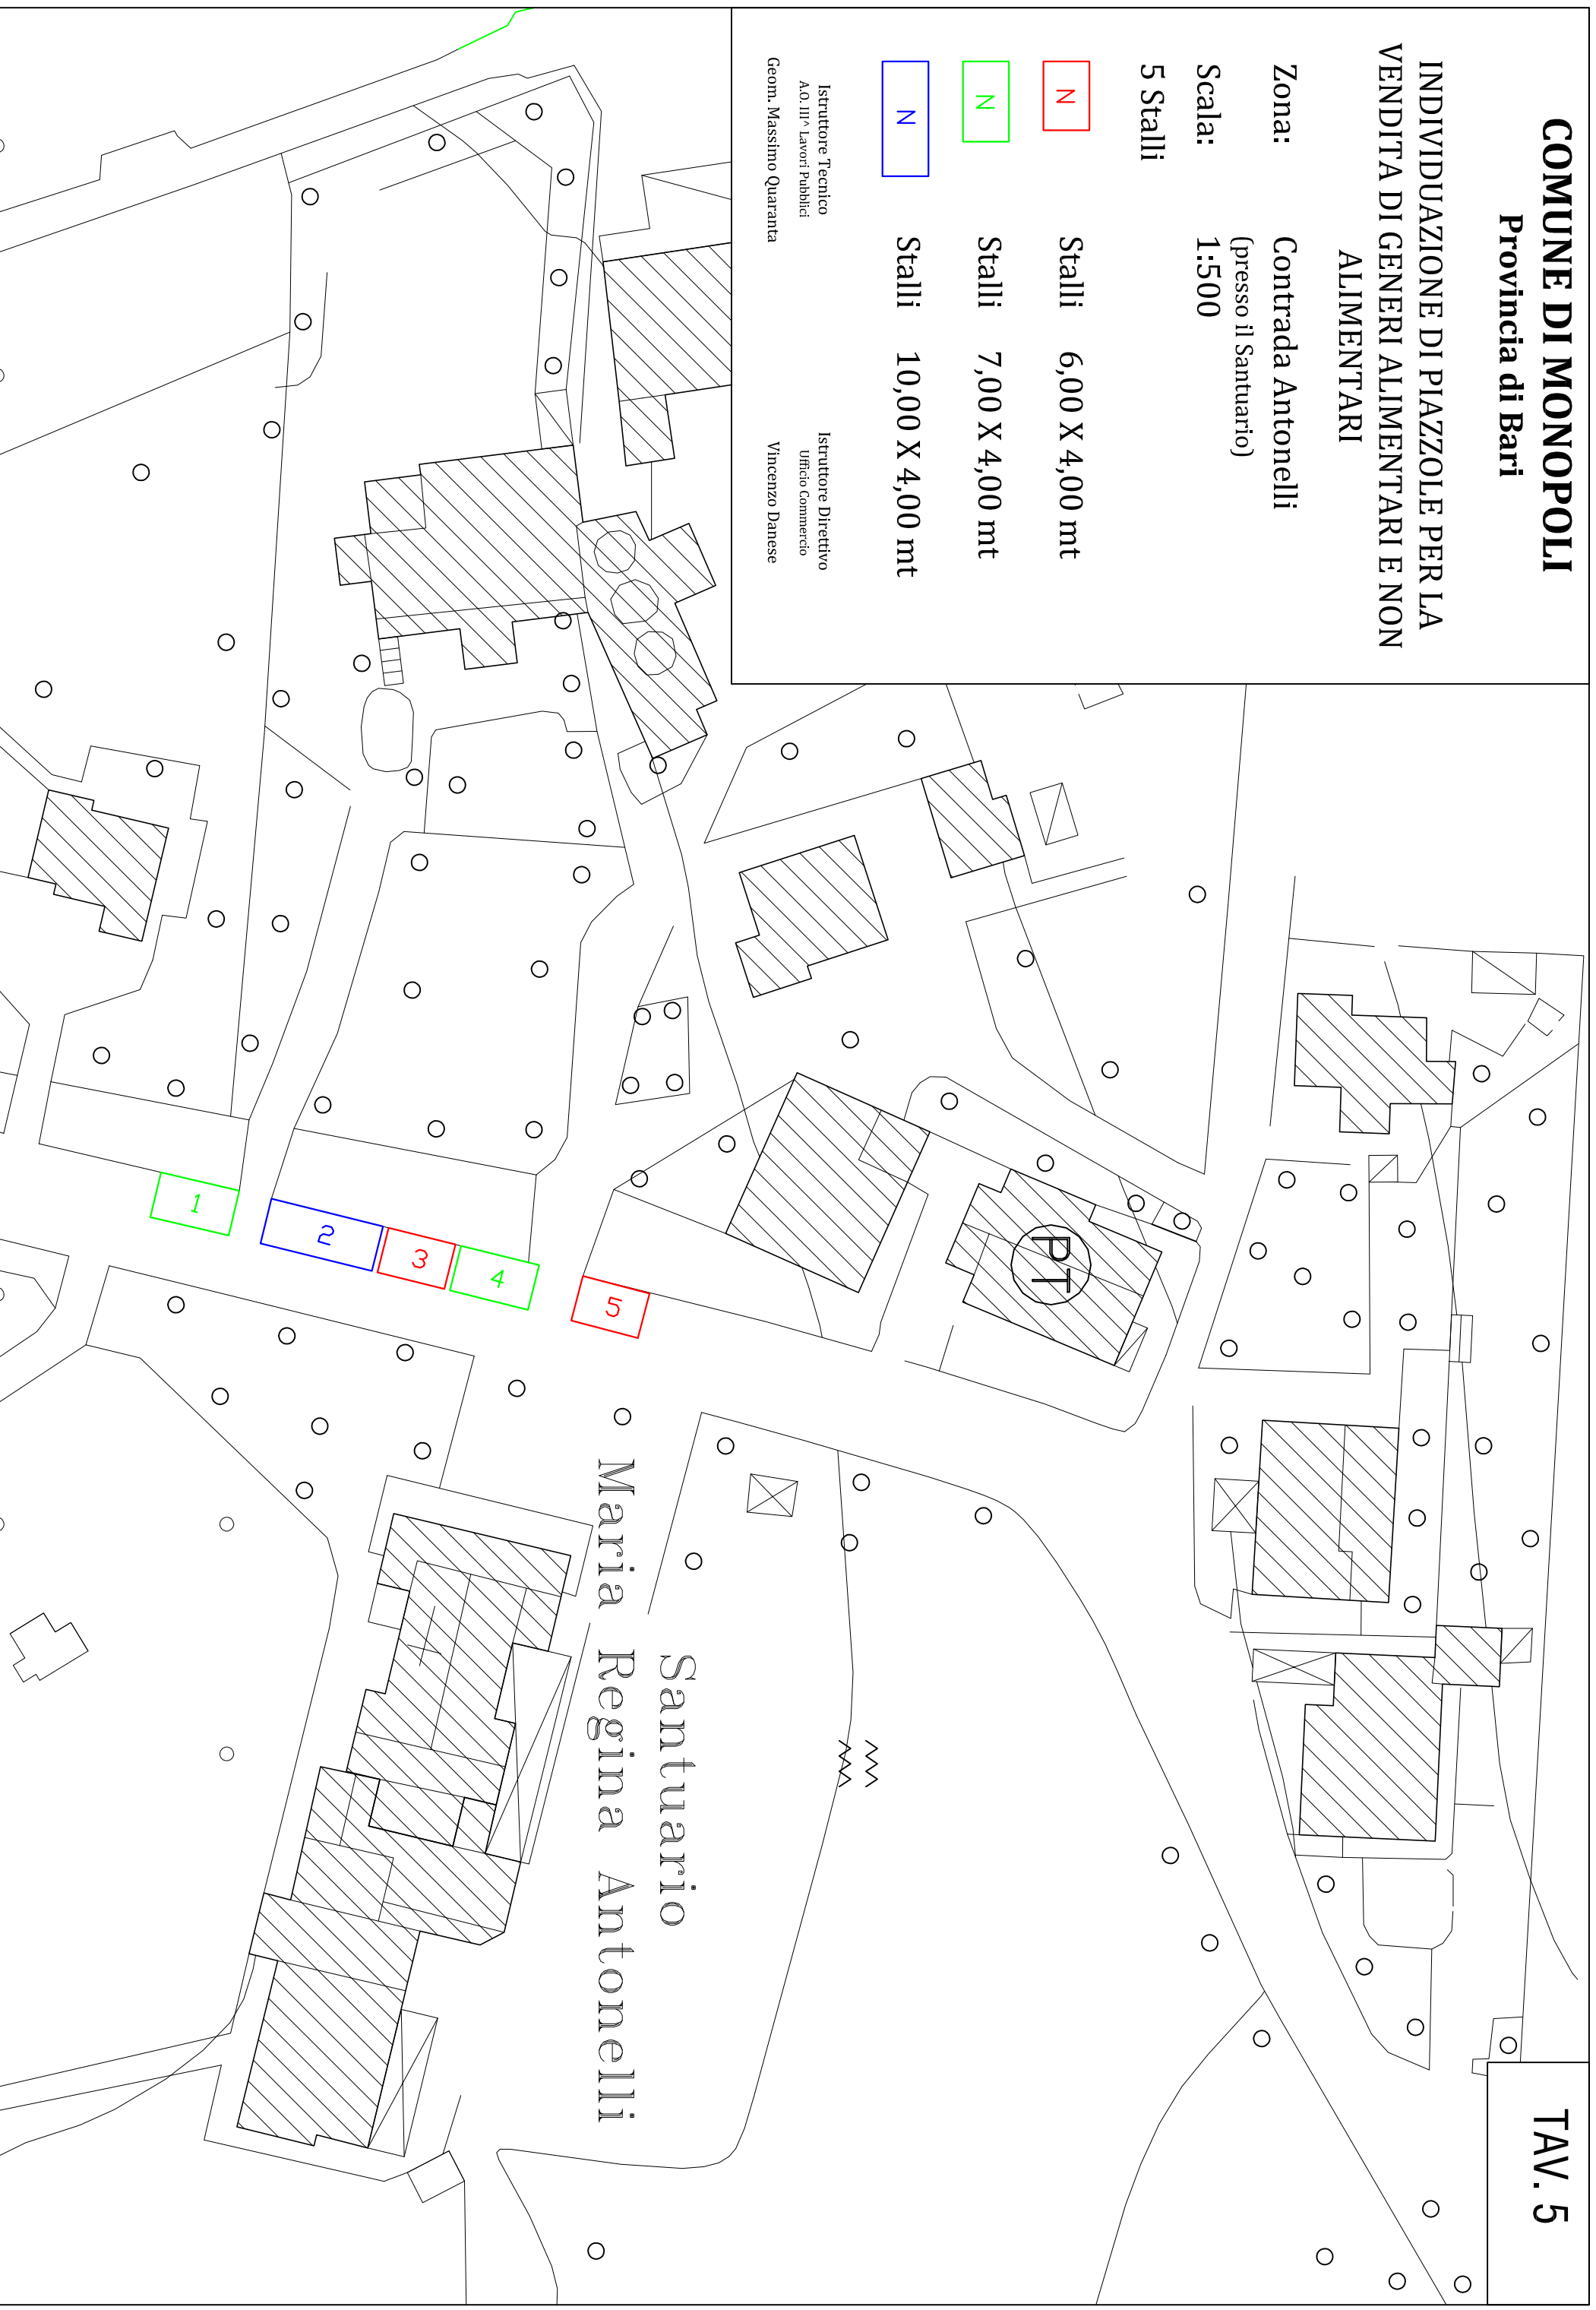 COMUNE DI MONOPOLI
Provincia di Bari
INDIVIDUAZIONE DI PIAZZOLE PER LA
VENDITA DI GENERI ALIMENTARI E NON
ALIMENTARI
Zona: Contrada Antonelli
(presso il Santuario)
Scala: 1:500
5 Stalli
N Stalli 6,00 X 4,00 mt
N Stalli 7,00 X 4,00 mt
N Stalli 10,00 X 4,00 mt
Istruttore Tecnico
A.O. III^ Lavori Pubblici
Geom. Massimo Quaranta
Istruttore Direttivo
Ufficio Commercio
Vincenzo Danese
TAV. 5
PT
Santuario
Maria Regina Antonelli
5
4
3
2
1